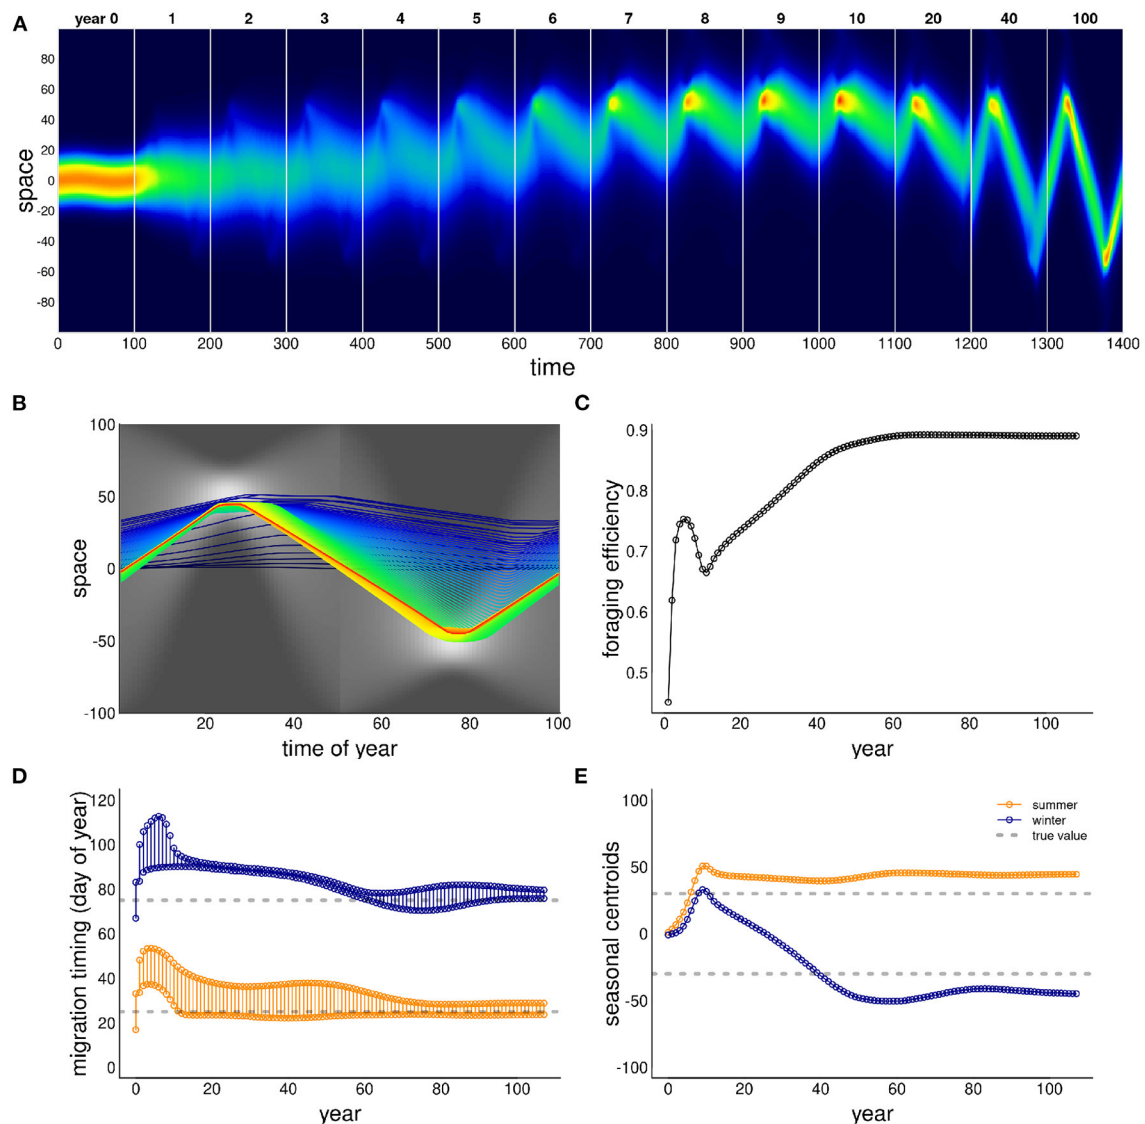 A
year 0 1 2 3 4 5 6 7 8 9 10 20 40 100
80
60
40
20
0
-20
-40
-60
-80
space
0 100 200 300 400 500 600 700 800 900 1000 1100 1200 1300 1400
time
B
100
50
0
-50
-100
space
20 40 60 80 100
time of year
C
0.9
0.8
0.7
0.6
0.5
foraging efficiency
0 20 40 60 80 100
year
D
120
100
80
60
40
20
0
migration timing (day of year)
0 20 40 60 80 100
year
E
100
50
0
-50
-100
seasonal centroids
summer
winter
true value
0 20 40 60 80 100
year